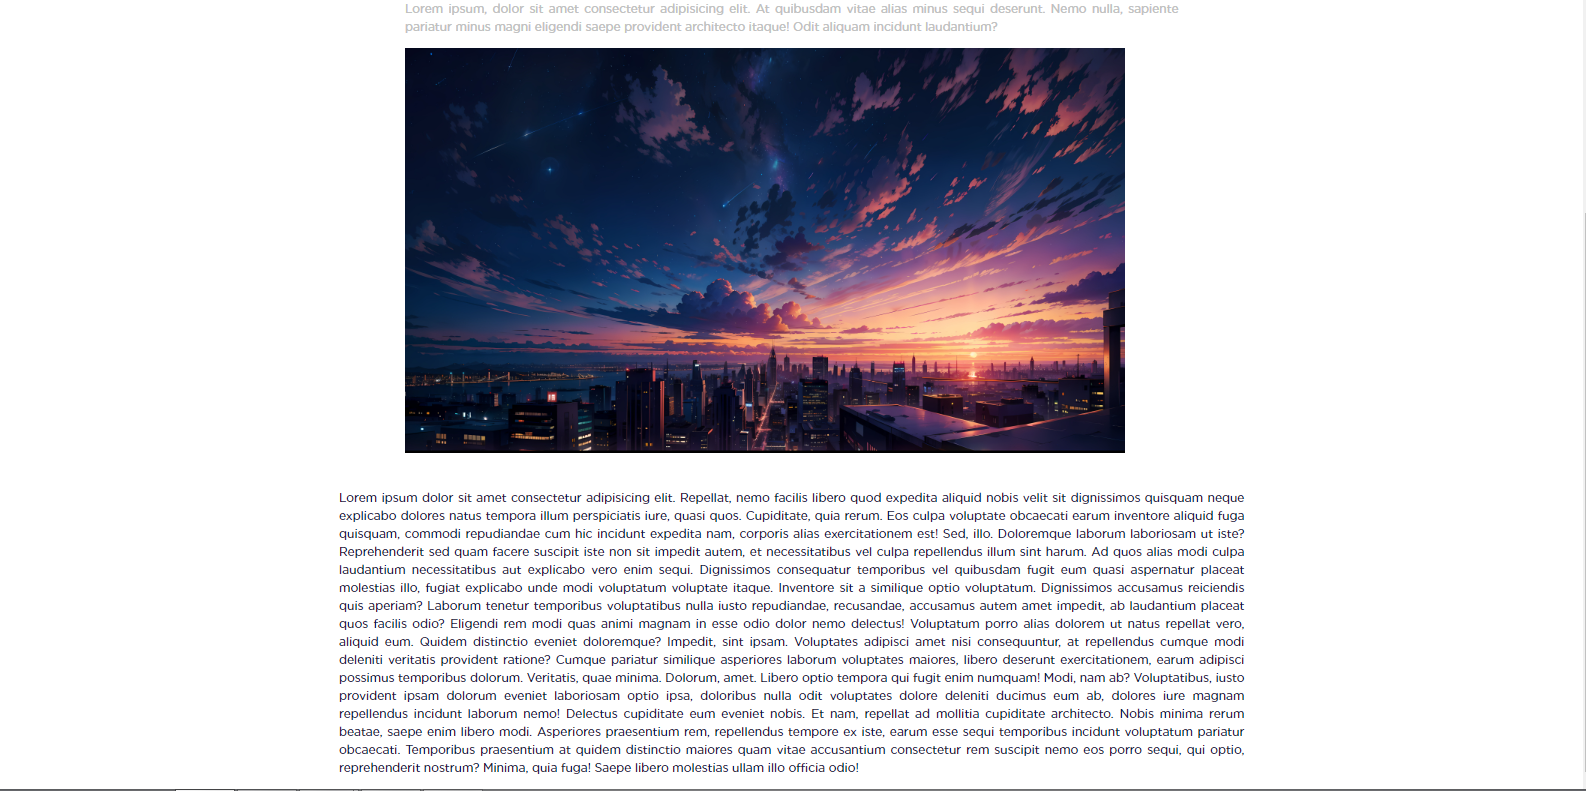 Lorem ipsum, dolor sit amet consectetur adipisicing elit. At quibusdam vitae alias minus sequi deserunt. Nemo nulla, sapiente
pariatur minus magni eligendi saepe provident architecto itaque! Odit aliquam incidunt laudantium?
Lorem ipsum dolor sit amet consectetur adipisicing elit. Repellat, nemo facilis libero quod expedita aliquid nobis velit sit dignissimos quisquam neque
explicabo dolores natus tempora illum perspiciatis iure, quasi quos. Cupiditate, quia rerum. Eos culpa voluptate obcaecati earum inventore aliquid fuga
quisquam, commodi repudiandae cum hic incidunt expedita nam, corporis alias exercitationem est! Sed, illo. Doloremque laborum laboriosam ut iste?
Reprehenderit sed quam facere suscipit iste non sit impedit autem, et necessitatibus vel culpa repellendus illum sint harum. Ad quos alias modi culpa
laudantium necessitatibus aut explicabo vero enim sequi. Dignissimos consequatur temporibus vel quibusdam fugit eum quasi aspernatur placeat
molestias illo, fugiat explicabo unde modi voluptatum voluptate itaque. Inventore sit a similique optio voluptatum. Dignissimos accusamus reiciendis
quis aperiam? Laborum tenetur temporibus voluptatibus nulla iusto repudiandae, recusandae, accusamus autem amet impedit, ab laudantium placeat
quos facilis odio? Eligendi rem modi quas animi magnam in esse odio dolor nemo delectus! Voluptatum porro alias dolorem ut natus repellat vero,
aliquid eum. Quidem distinctio eveniet doloremque? Impedit, sint ipsam. Voluptates adipisci amet nisi consequuntur, at repellendus cumque modi
deleniti veritatis provident ratione? Cumque pariatur similique asperiores laborum voluptates maiores, libero deserunt exercitationem, earum adipisci
possimus temporibus dolorum. Veritatis, quae minima. Dolorum, amet. Libero optio tempora qui fugit enim numquam! Modi, nam ab? Voluptatibus, iusto
provident ipsam dolorum eveniet laboriosam optio ipsa, doloribus nulla odit voluptates dolore deleniti ducimus eum ab, dolores iure magnam
repellendus incidunt laborum nemo! Delectus cupiditate eum eveniet nobis. Et nam, repellat ad mollitia cupiditate architecto. Nobis minima rerum
beatae, saepe enim libero modi. Asperiores praesentium rem, repellendus tempore ex iste, earum esse sequi temporibus incidunt voluptatum pariatur
obcaecati. Temporibus praesentium at quidem distinctio maiores quam vitae accusantium consectetur rem suscipit nemo eos porro sequi, qui optio,
reprehenderit nostrum? Minima, quia fuga! Saepe libero molestias ullam illo officia odio!